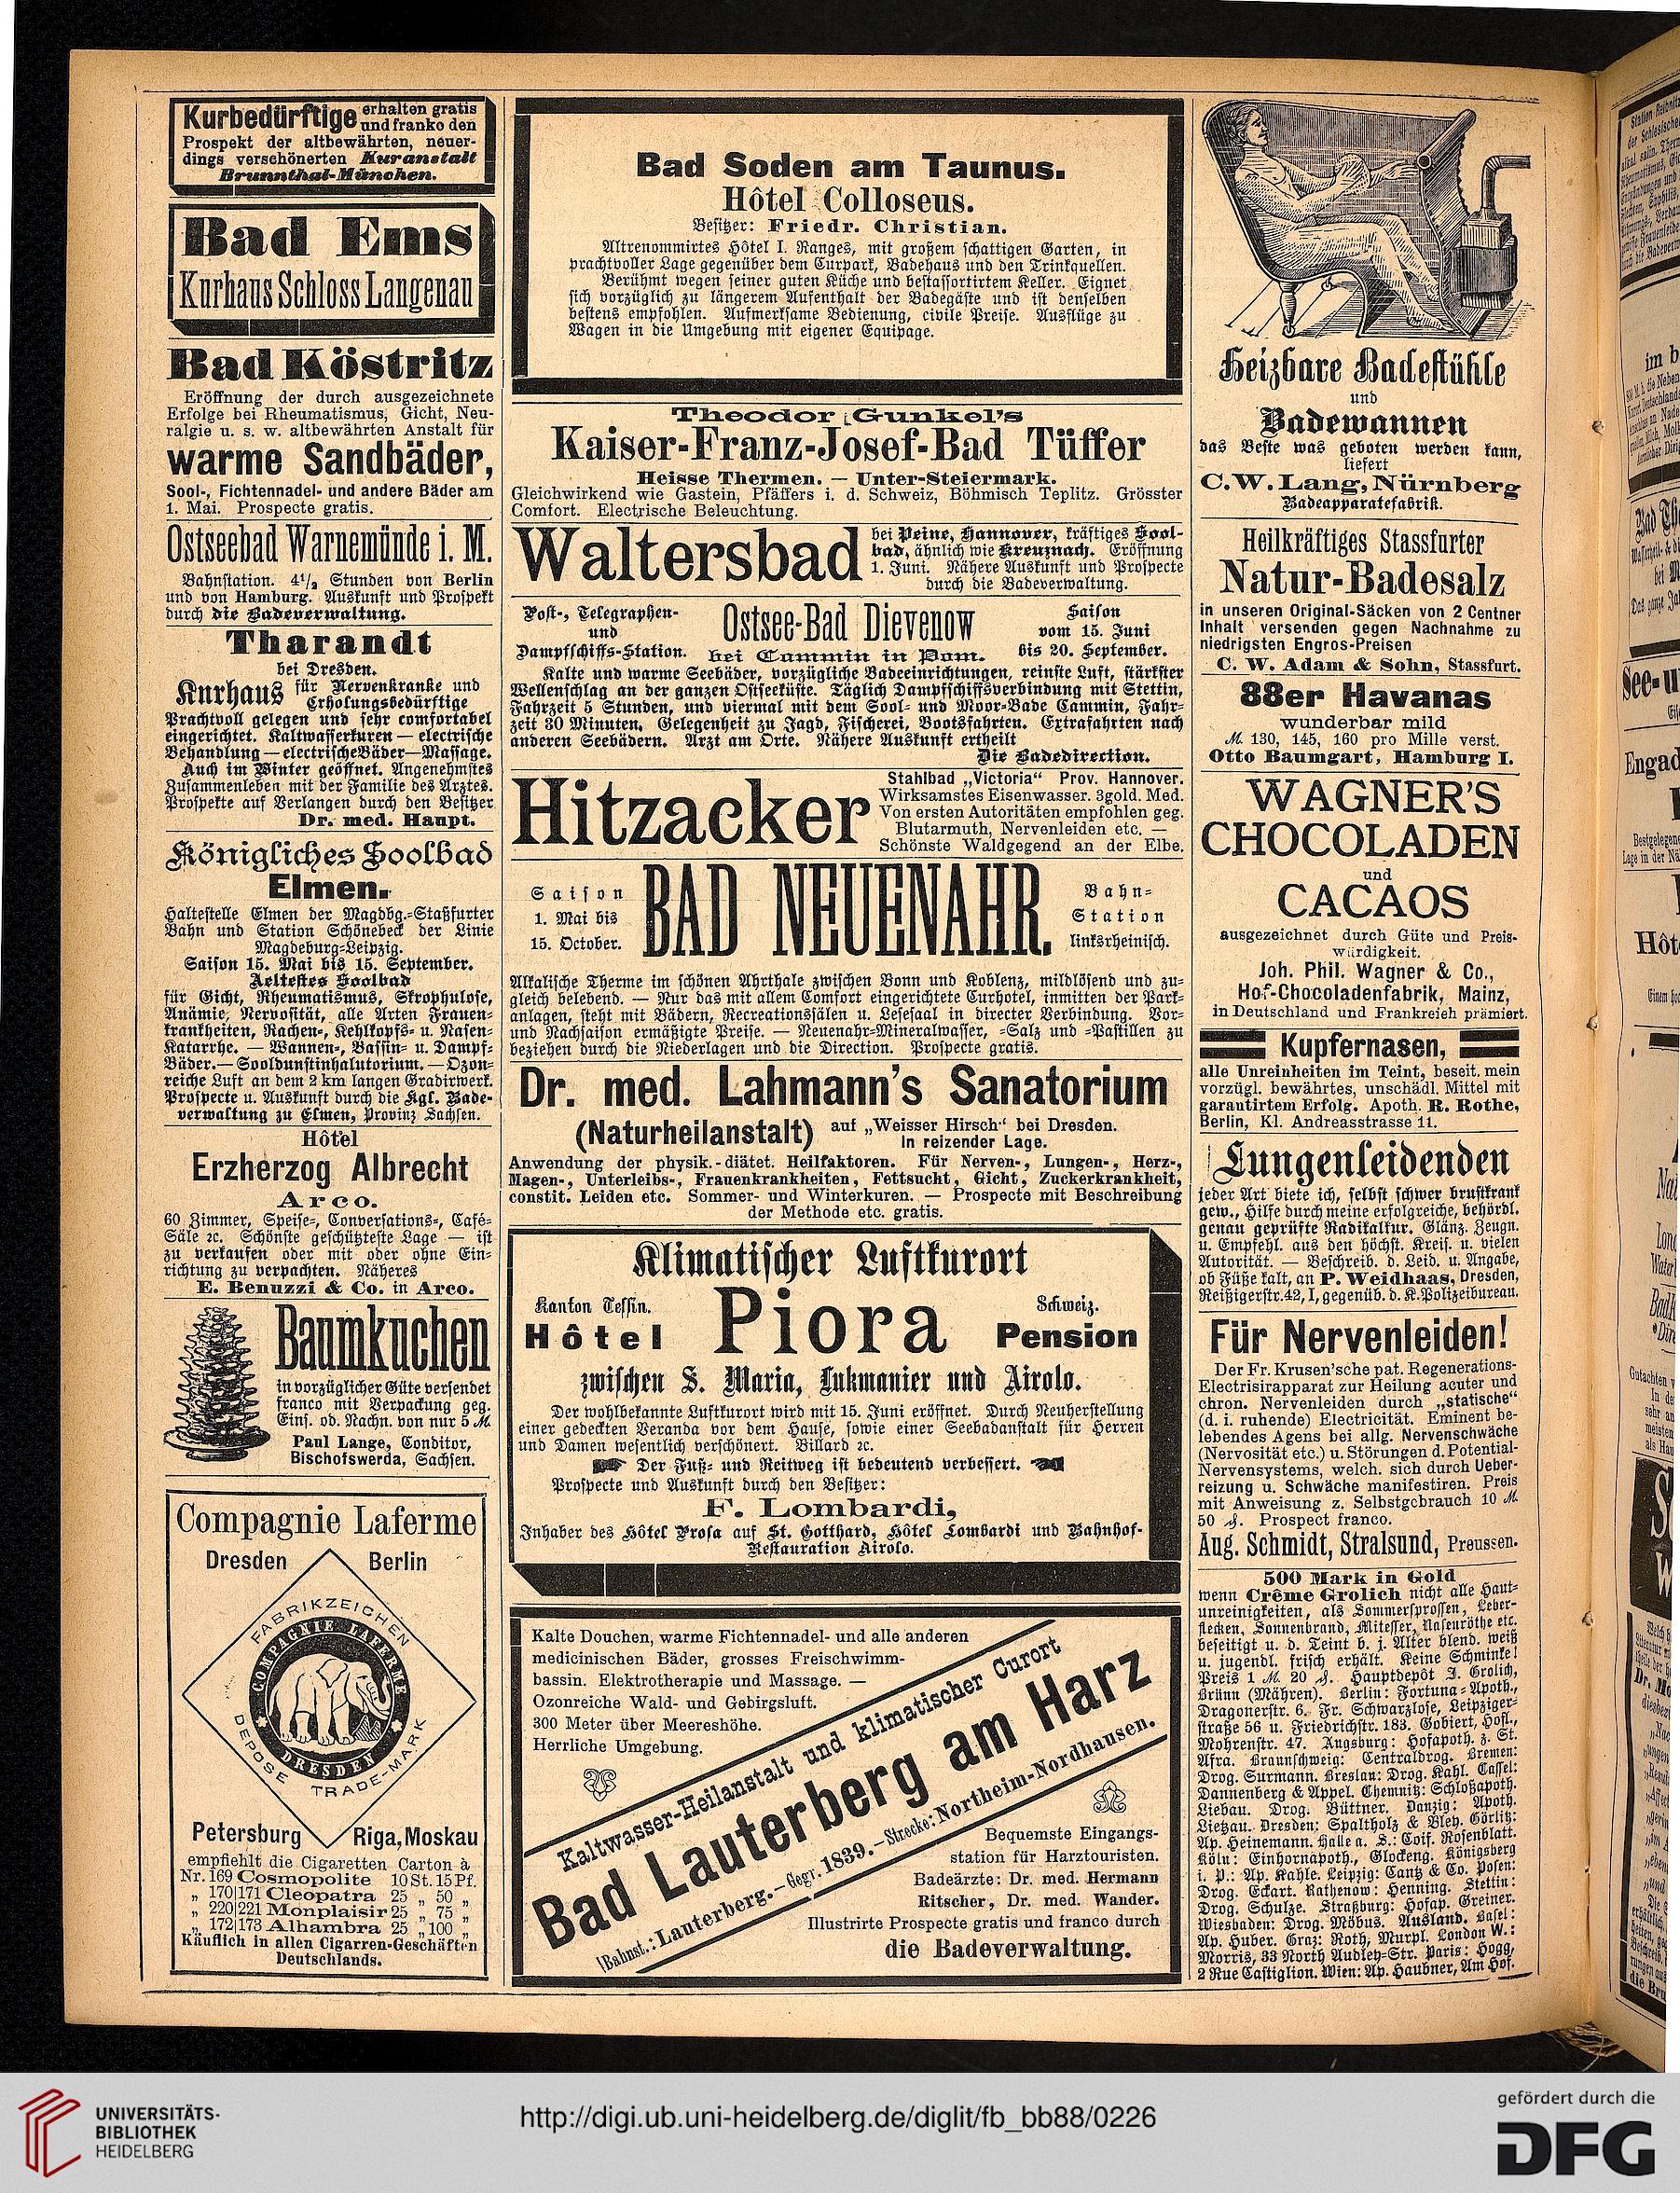 Kurbedürftige erhalten gratis
und franko den
Prospekt der altbewährten, neuer-
dings verschönerten Kuranstalt
Brunnthal-München.
Bad Ems
Kurhaus Schloss Langenau
Bad Köstritz
Eröffnung der durch ausgezeichnete
Erfolge bei Rheumatismus, Gicht, Neu-
ralgie u. s. w. altbewährten Anstalt für
warme Sandbäder,
Sool-, Fichtennadel- und andere Bäder am
1. Mai. Prospecte gratis.
Ostseebad Warnemünde i. M.
Bahnstation. 4 1/2 Stunden von Berlin
und von Hamburg. Auskunft und Prospekt
durch die Badeverwaltung.
Tharandt
bei Dresden.
Kurhaus für Nervenkranke und
Erholungsbedürftige
Prachtvoll gelegen und sehr comfortabel
eingerichtet. Kaltwasserkuren — electrische
Behandlung — electrische Bäder — Massage.
Auch im Winter geöffnet. Angenehmstes
Zusammenleben mit der Familie des Arztes.
Prospekte auf Verlangen durch den Besitzer
Dr. med. Haupt.
Königliches Soolbad
Elmen.
Haltestelle Elmen der Magdbg.-Staßfurter
Bahn und Station Schönebeck der Linie
Magdeburg-Leipzig.
Saison 15. Mai bis 15. September.
Aeltestes Soolbad
für Gicht, Rheumatismus, Skrophulose,
Anämie, Nervosität, alle Arten Frauen-
krankheiten, Rachen-, Kehlkopfs- u. Nasen-
Katarrhe. — Wannen-, Bassin- u. Dampf-
Bäder. — Sooldunstinhalatorium. — Ozon-
reiche Luft an dem 2 km langen Gradirwerk.
Prospecte u. Auskunft durch die Kgl. Bade-
verwaltung zu Elmen, Provinz Sachsen.
Hôtel
Erzherzog Albrecht
Arco.
60 Zimmer, Speise-, Conversations-, Café-
Säle ꝛc. Schönste geschützteste Lage — ist
zu verkaufen oder mit oder ohne Ein-
richtung zu verpachten. Näheres
E. Benuzzi & Co. in Arco.
Baumkuchen
in vorzüglicher Güte versendet
franco mit Verpackung geg.
Eins. od. Nachn. von nur 5 M.
Paul Lange, Conditor,
Bischofswerda, Sachsen.
Compagnie Laferme
Dresden Berlin
FABRIKZEICHEN
COMPAGNIE LAFERME
DRESDEN
DEPOSE TRADE-MARK
Petersburg Riga, Moskau
empfiehlt die Cigaretten Carton à
Nr. 169 Cosmopolite 10 St. 15 Pf.
„ 170|171 Cleopatra 25 „ 50 „
„ 220|221 Monplaisir 25 „ 75 „
„ 172|173 Alhambra 25 „ 100 „
Käuflich in allen Cigarren-Geschäften
Deutschlands.
Bad Soden am Taunus.
Hôtel Colloseus.
Besitzer: Friedr. Christian.
Altrenommirtes Hôtel I. Ranges, mit großem schattigen Garten, in
prachtvoller Lage gegenüber dem Curpark, Badehaus und den Trinkquellen.
Berühmt wegen seiner guten Küche und bestassortirtem Keller. Eignet
sich vorzüglich zu längerem Aufenthalt der Badegäste und ist denselben
bestens empfohlen. Aufmerksame Bedienung, civile Preise. Ausflüge zu
Wagen in die Umgebung mit eigener Equipage.
Theodor Gunkel's
Kaiser-Franz-Josef-Bad Tüffer
Heisse Thermen. — Unter-Steiermark.
Gleichwirkend wie Gastein, Pfäffers i. d. Schweiz, Böhmisch Teplitz. Grösster
Comfort. Electrische Beleuchtung.
Waltersbad bei Peine, Hannover, kräftiges Sool-
bad, ähnlich wie Kreuznach. Eröffnung
1. Juni. Nähere Auskunft und Prospecte
durch die Badeverwaltung.
Post-, Telegraphen-
und
Dampfschiffs-Station.
Ostsee-Bad Dievenow
bei Cammin in Pom.
Saison
vom 15. Juni
bis 20. September.
Kalte und warme Seebäder, vorzügliche Badeeinrichtungen, reinste Luft, stärkster
Wellenschlag an der ganzen Ostseeküste. Täglich Dampfschiffsverbindung mit Stettin,
Fahrzeit 5 Stunden, und viermal mit dem Sool- und Moor-Bade Cammin, Fahr-
zeit 30 Minuten. Gelegenheit zu Jagd, Fischerei, Bootsfahrten. Extrafahrten nach
anderen Seebädern. Arzt am Orte. Nähere Auskunft ertheilt
Die Badedirection.
Hitzacker
Stahlbad „Victoria“ Prov. Hannover.
Wirksamstes Eisenwasser. 3 gold. Med.
Von ersten Autoritäten empfohlen geg.
Blutarmuth, Nervenleiden etc. —
Schönste Waldgegend an der Elbe.
Saison
1. Mai bis
15. October.
BAD NEUENAHR.
Bahn-
Station
linksrheinisch.
Alkalische Therme im schönen Ahrthale zwischen Bonn und Koblenz, mildlösend und zu-
gleich belebend. — Nur das mit allem Comfort eingerichtete Curhotel, inmitten der Park-
anlagen, steht mit Bädern, Recreationssälen u. Lesesaal in directer Verbindung. Vor-
und Nachsaison ermäßigte Preise. — Neuenahr-Mineralwasser, -Salz und -Pastillen zu
beziehen durch die Niederlagen und die Direction. Prospecte gratis.
Dr. med. Lahmann's Sanatorium
(Naturheilanstalt) auf „Weisser Hirsch“ bei Dresden.
In reizender Lage.
Anwendung der physik.-diätet. Heilfaktoren. Für Nerven-, Lungen-, Herz-,
Magen-, Unterleibs-, Frauenkrankheiten, Fettsucht, Gicht, Zuckerkrankheit,
constit. Leiden etc. Sommer- und Winterkuren. — Prospecte mit Beschreibung
der Methode etc. gratis.
Klimatischer Luftkurort
Kanton Tessin. Piora Schweiz.
Hôtel Pension
zwischen S. Maria, Lukmanier und Airolo.
Der wohlbekannte Luftkurort wird mit 15. Juni eröffnet. Durch Neuherstellung
einer gedeckten Veranda vor dem Hause, sowie einer Seebadanstalt für Herren
und Damen wesentlich verschönert. Billard ꝛc.
Der Fuß- und Reitweg ist bedeutend verbessert.
Prospecte und Auskunft durch den Besitzer:
F. Lombardi,
Inhaber des Hôtel Prosa auf St. Gotthard, Hôtel Lombardi und Bahnhof-
Restauration Airolo.
Kalte Douchen, warme Fichtennadel- und alle anderen
medicinischen Bäder, grosses Freischwimm-
bassin. Elektrotherapie und Massage. —
Ozonreiche Wald- und Gebirgsluft.
300 Meter über Meereshöhe.
Herrliche Umgebung.
Kaltwasser-Heilanstalt und klimatischer Curort
Bad Lauterberg am Harz
[Bahnst.: Lauterberg. — Gegr. 1839. — Strecke: Northeim-Nordhausen.
Bequemste Eingangs-
station für Harztouristen.
Badeärzte: Dr. med. Hermann
Ritscher, Dr. med. Wander.
Illustrirte Prospecte gratis und franco durch
die Badeverwaltung.
Heizbare Badestühle
und
Badewannen
das Beste was geboten werden kann,
liefert
C. W. Lang, Nürnberg
Badeapparatefabrik.
Heilkräftiges Stassfurter
Natur-Badesalz
in unseren Original-Säcken von 2 Centner
Inhalt versenden gegen Nachnahme zu
niedrigsten Engros-Preisen
C. W. Adam & Sohn, Stassfurt.
88er Havanas
wunderbar mild
M. 130, 145, 160 pro Mille verst.
Otto Baumgart, Hamburg I.
WAGNER'S
CHOCOLADEN
und
CACAOS
ausgezeichnet durch Güte und Preis-
würdigkeit.
Joh. Phil. Wagner & Co.,
Hof-Chocoladenfabrik, Mainz,
in Deutschland und Frankreich prämiert.
Kupfernasen,
alle Unreinheiten im Teint, beseit. mein
vorzügl. bewährtes, unschädl. Mittel mit
garantirtem Erfolg. Apoth. R. Rothe,
Berlin, Kl. Andreasstrasse 11.
Lungenleidenden
jeder Art biete ich, selbst schwer brustkrank
gew., Hilfe durch meine erfolgreiche, behördl.
genau geprüfte Radikalkur. Glänz. Zeugn.
u. Empfehl. aus den höchst. Kreis. u. vielen
Autorität. — Beschreib. d. Leid. u. Angabe,
ob Füße kalt, an P. Weidhaas, Dresden,
Reißigerstr. 42, I, gegenüb. d. K. Polizeibureau.
Für Nervenleiden!
Der Fr. Krusen'sche pat. Regenerations-
Electrisirapparat zur Heilung acuter und
chron. Nervenleiden durch „statische“
(d. i. ruhende) Electricität. Eminent be-
lebendes Agens bei allg. Nervenschwäche
(Nervosität etc.) u. Störungen d. Potential-
Nervensystems, welch. sich durch Ueber-
reizung u. Schwäche manifestiren. Preis
mit Anweisung z. Selbstgebrauch 10 M.
50 ₰. Prospect franco.
Aug. Schmidt, Stralsund, Preussen.
500 Mark in Gold
wenn Crême Grolich nicht alle Haut-
unreinigkeiten, als Sommersprossen, Leber-
flecken, Sonnenbrand, Mitesser, Nasenröthe etc.
beseitigt u. d. Teint b. j. Alter blend. weiß
u. jugendl. frisch erhält. Keine Schminke!
Preis 1 M. 20 ₰. Hauptdepôt J. Grolich,
Brünn (Mähren). Berlin: Fortuna-Apoth.,
Dragonerstr. 6. Fr. Schwarzlose, Leipziger-
straße 56 u. Friedrichstr. 183. Gobiert, Hofl.,
Mohrenstr. 47. Augsburg: Hofapoth. z. St.
Afra. Braunschweig: Centraldrog. Bremen:
Drog. Surmann. Breslau: Drog. Kahl. Cassel:
Dannenberg & Appel. Chemnitz: Schloßapoth.
Liebau. Drog. Büttner. Danzig: Apoth.
Lietzau. Dresden: Spaltholz & Bley. Görlitz:
Ap. Heinemann. Halle a. S.: Coif. Rosenblatt.
Köln: Einhornapoth., Glockeng. Königsberg
i. P.: Ap. Kahle. Leipzig: Cantz & Co. Posen:
Drog. Eckart. Rathenow: Henning. Stettin:
Drog. Schulze. Straßburg: Hofap. Greiner.
Wiesbaden: Drog. Möbus. Ausland. Basel:
Ap. Huber. Graz: Roth, Murpl. London W.:
Morris, 33 North Audley-Str. Paris: Hogg,
2 Rue Castiglion. Wien: Ap. Haubner, Am Hof.
UNIVERSITÄTS-
BIBLIOTHEK
HEIDELBERG
http://digi.ub.uni-heidelberg.de/diglit/fb_bb88/0226
gefördert durch die
DFG